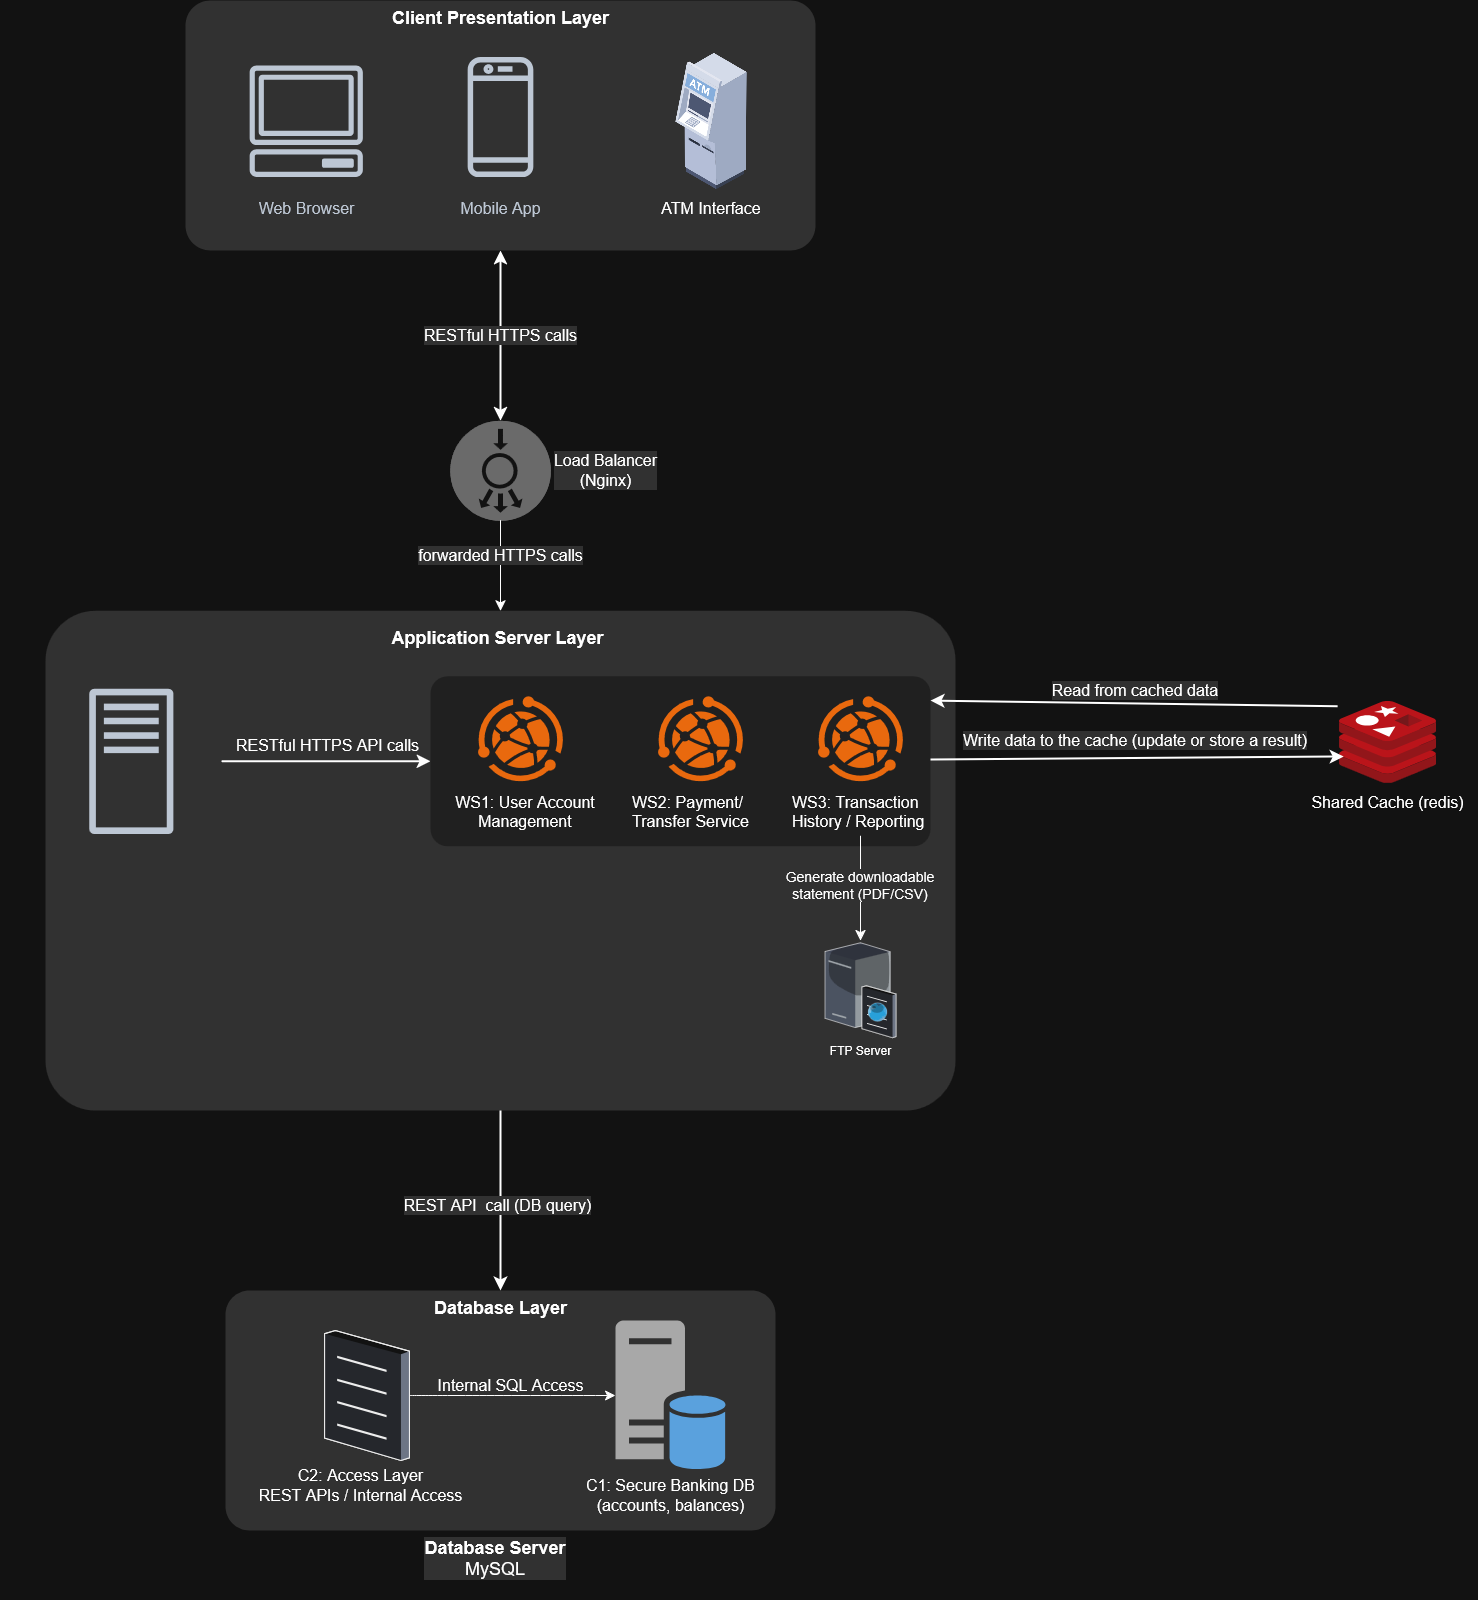 Client Presentation Layer
ATM
Web Browser
Mobile App
ATM Interface
RESTful HTTPS calls
Load Balancer
(Nginx)
forwarded HTTPS calls
Application Server Layer
RESTful HTTPS API calls
WS1: User Account
Management
WS2: Payment/
Transfer Service
WS3: Transaction
History / Reporting
Read from cached data
Write data to the cache (update or store a result)
Shared Cache (redis)
Generate downloadable
statement (PDF/CSV)
FTP Server
REST API  call (DB query)
Database Layer
Internal SQL Access
C2: Access Layer
REST APIs / Internal Access
C1: Secure Banking DB
(accounts, balances)
Database Server
MySQL